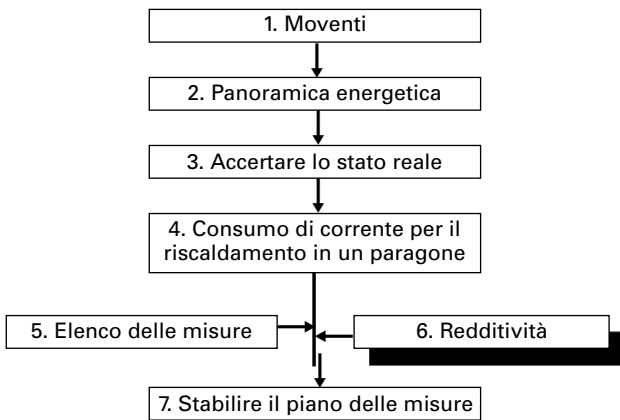 1. Moventi
2. Panoramica energetica
3. Accertare lo stato reale
4. Consumo di corrente per il
riscaldamento in un paragone
5. Elenco delle misure
6. Redditività
7. Stabilire il piano delle misure